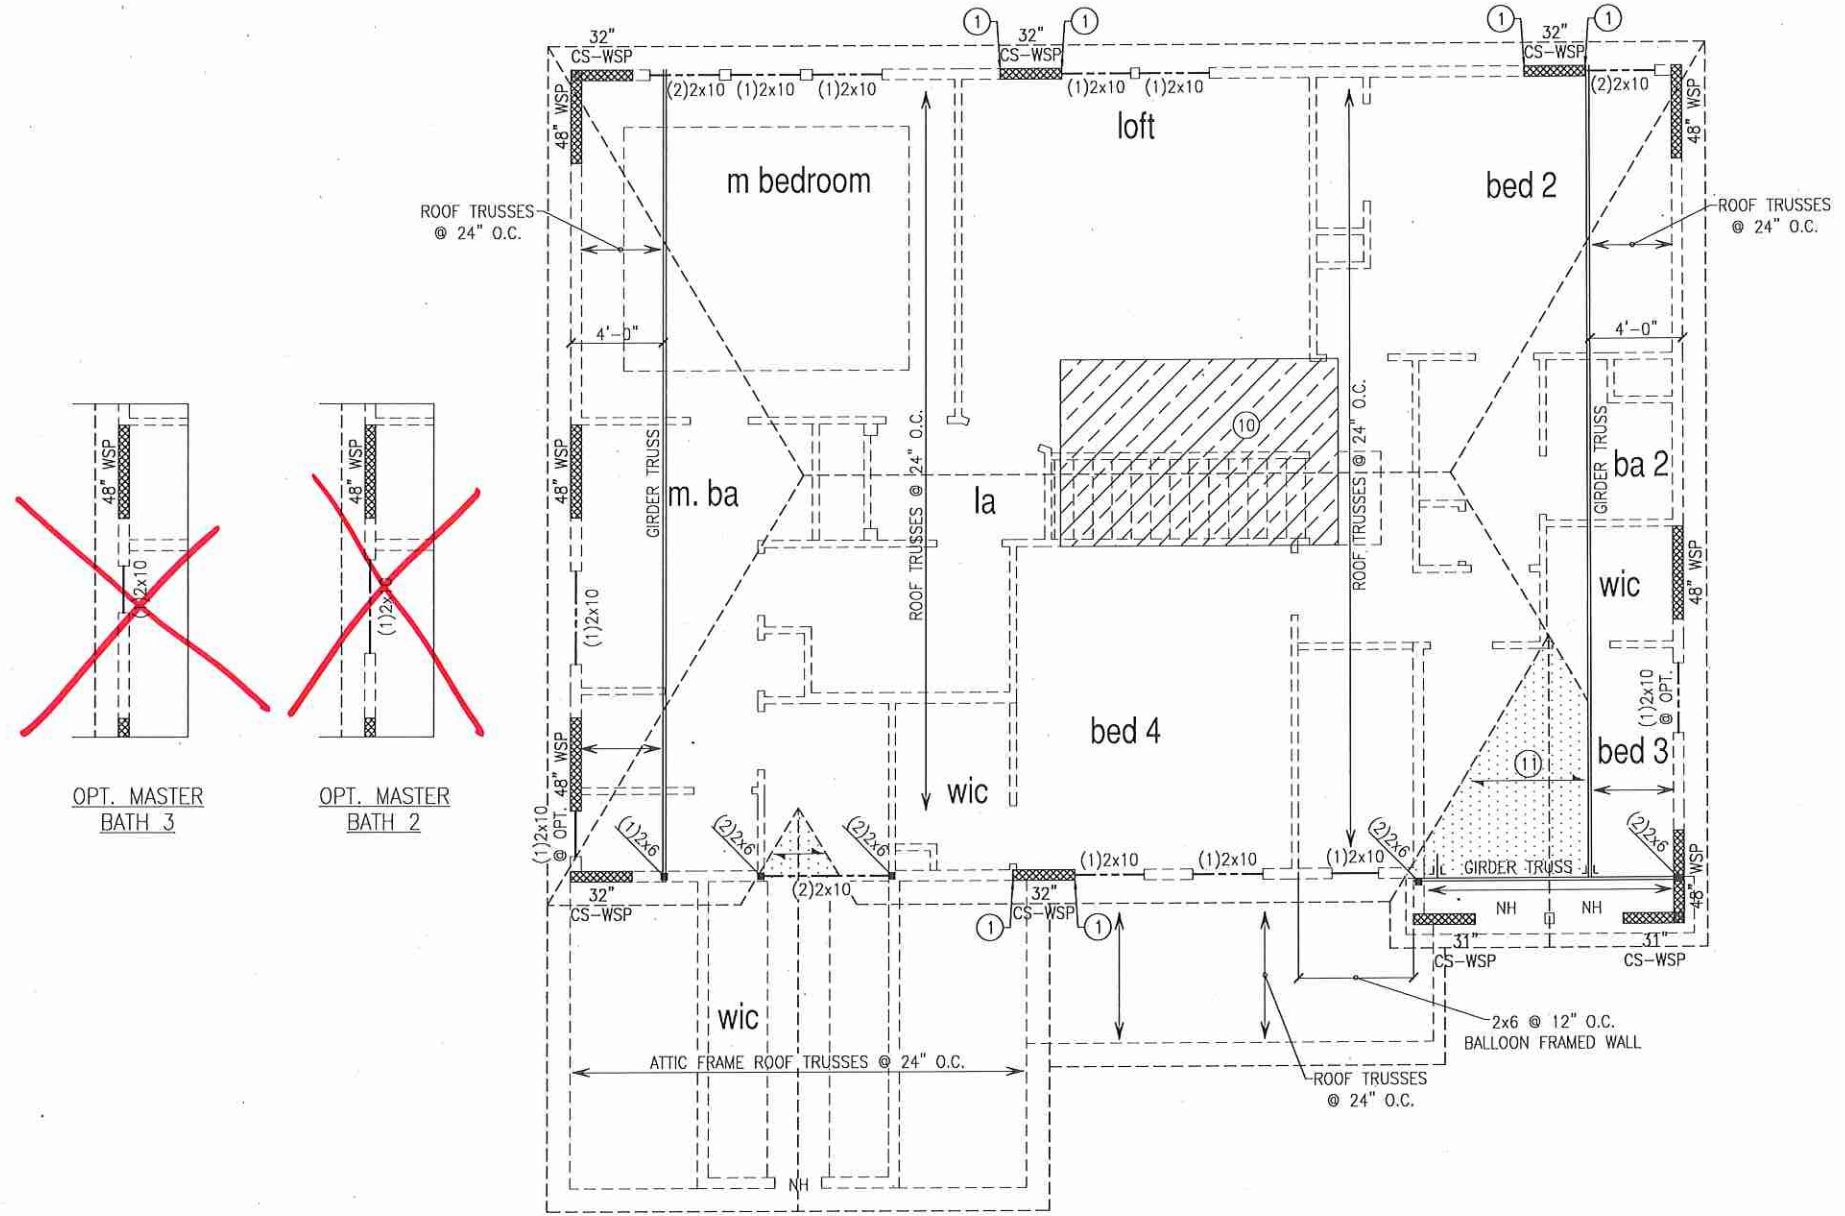 1
1
1
1
32"
CS-WSP
32"
CS-WSP
32"
CS-WSP
(2)2x10
(1)2x10
(1)2x10
(1)2x10
(1)2x10
(2)2x10
48" WSP
48" WSP
loft
m bedroom
bed 2
ROOF TRUSSES
@ 24" O.C.
ROOF TRUSSES
@ 24" O.C.
4'-0"
4'-0"
48" WSP
48" WSP
48" WSP
GIRDER TRUSS
ROOF TRUSSES @ 24" O.C.
10
ROOF TRUSSES @ 24" O.C.
GIRDER TRUSS
m. ba
la
ba 2
(1)2x10
wic
48" WSP
bed 4
bed 3
(1)2x10
@ OPT.
11
OPT. MASTER
BATH 3
OPT. MASTER
BATH 2
48" WSP
(1)2x10
@ OPT.
wic
(1)2x6
(2)2x6
(2)2x6
(2)2x10
(1)2x10
(1)2x10
(1)2x10
(2)2x6
GIRDER TRUSS
(2)2x6
48" WSP
32"
CS-WSP
32"
CS-WSP
1
1
NH
NH
31"
CS-WSP
31"
CS-WSP
wic
2x6 @ 12" O.C.
BALLOON FRAMED WALL
ATTIC FRAME ROOF TRUSSES @ 24" O.C.
ROOF TRUSSES
@ 24" O.C.
NH